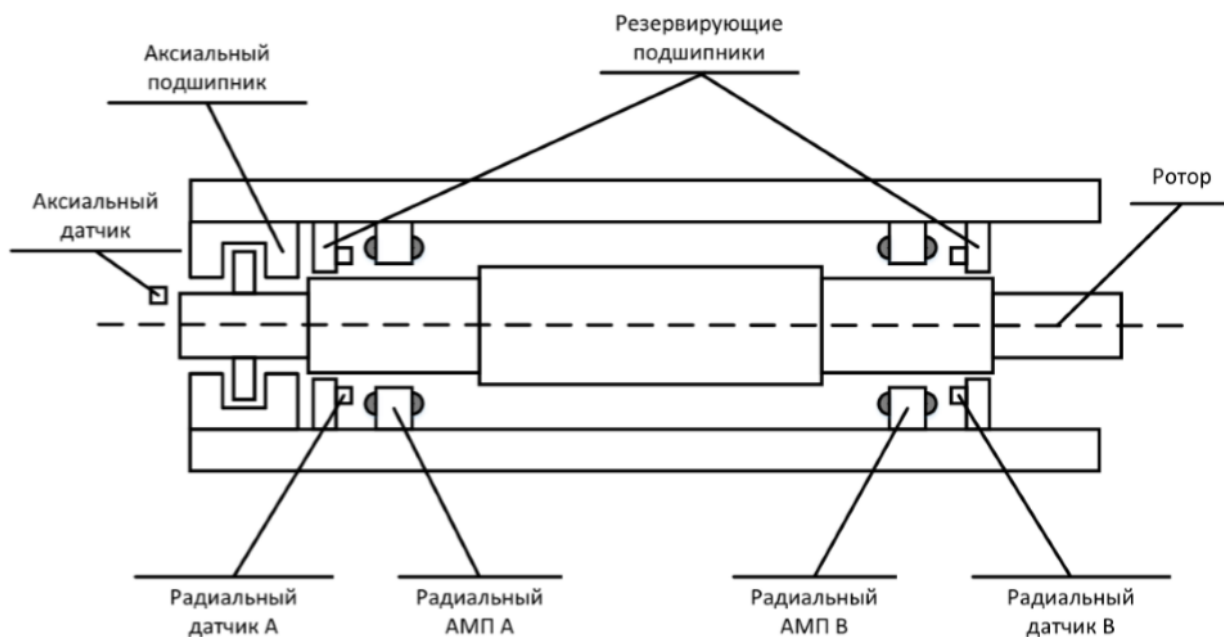 Резервирующие
подшипники
Аксиальный
подшипник
Ротор
Аксиальный
датчик
Радиальный
датчик А
Радиальный
АМП А
Радиальный
АМП В
Радиальный
датчик В